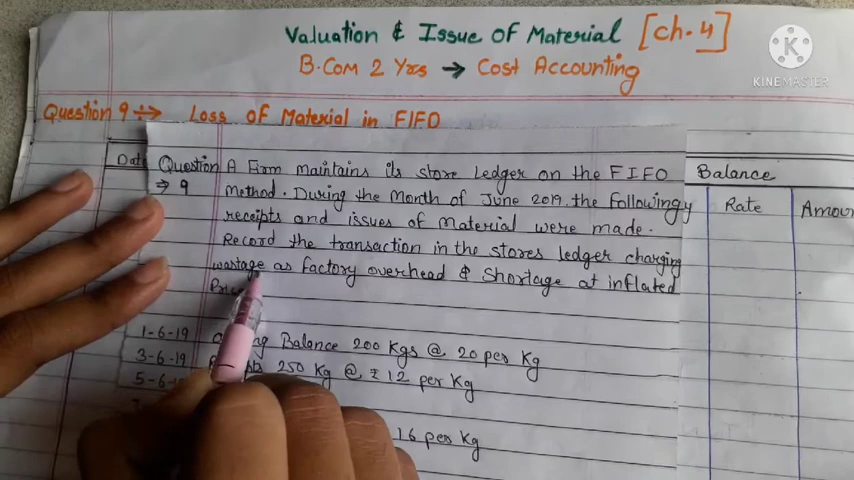 Valuation & Issue of Material [Ch.4]
B.Com 2 Yrs → Cost Accounting
K
KINEMASTER
Question 9 ÷→ Loss of Material in FIFO
Date
Balance
Rate
Amoun
Question A Firm maintains its store Ledger on the FIFO
⇒ 9 Method. During the Month of June 2019. the following
receipts and issues of Material were made.
Record the transaction in the stores ledger charging
wastage as factory overhead & Shortage at inflated
1-6-19 Balance 200 Kgs @ 20 per Kg
3-6-19 250 Kg @ ₹12 per Kg
5-6-
16 per Kg